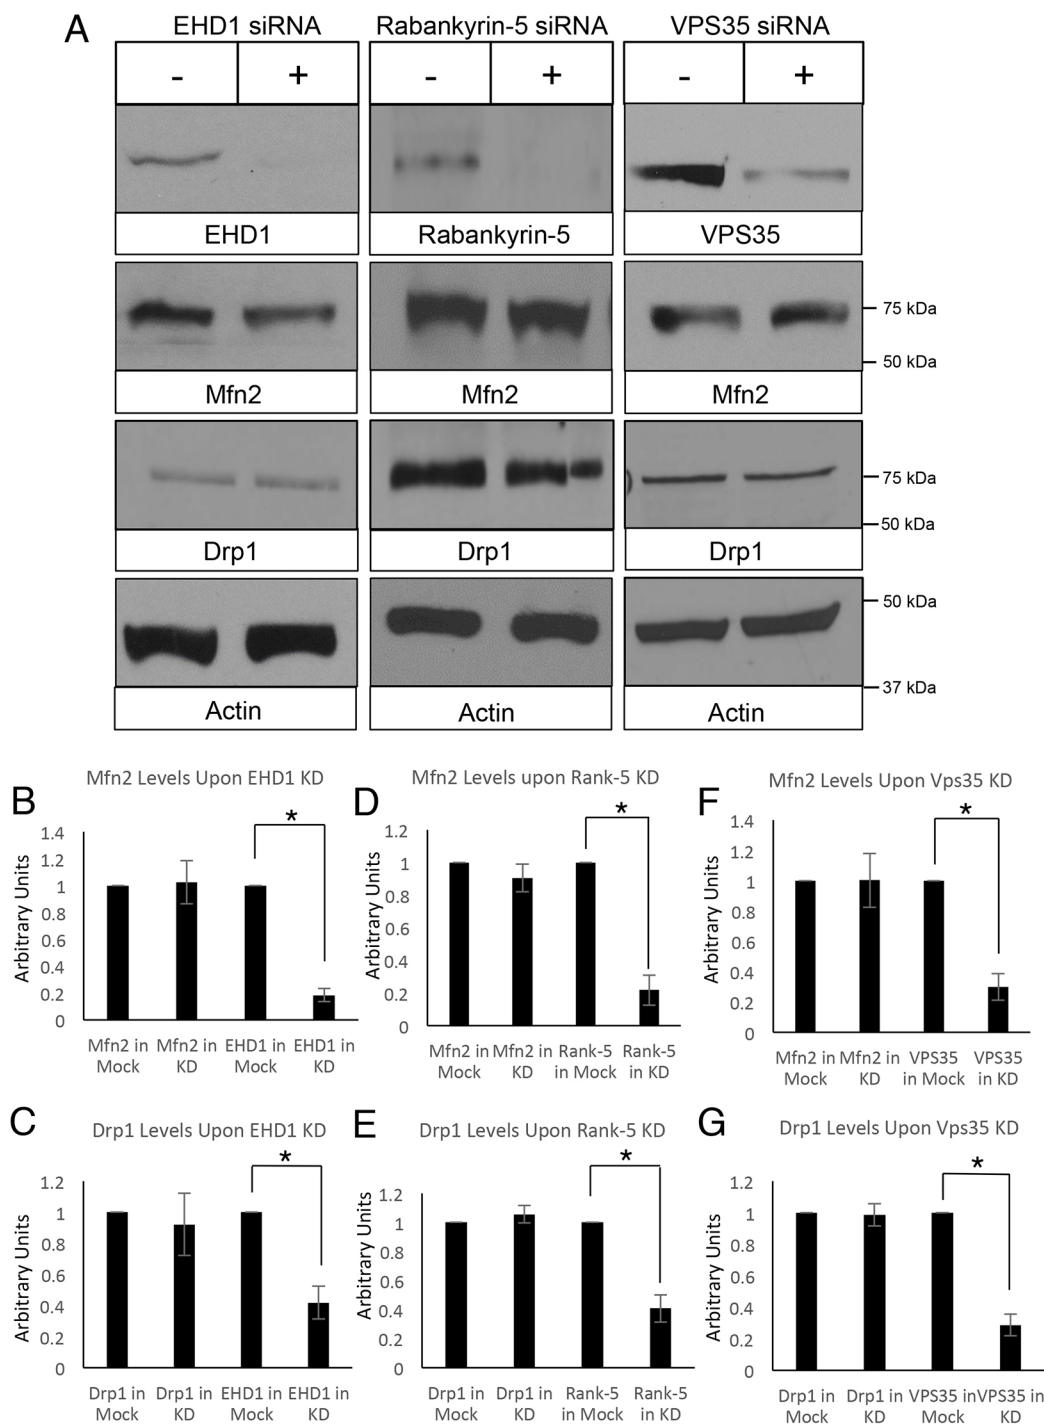 A
EHD1 siRNA
Rabankyrin-5 siRNA
VPS35 siRNA
- + - + - +
EHD1
Rabankyrin-5
VPS35
75 kDa
50 kDa
Mfn2
Mfn2
Mfn2
75 kDa
50 kDa
Drp1
Drp1
Drp1
50 kDa
37 kDa
Actin
Actin
Actin
B
Mfn2 Levels Upon EHD1 KD
*
Arbitrary Units
1.4
1.2
1
0.8
0.6
0.4
0.2
0
Mfn2 in Mock
Mfn2 in KD
EHD1 in Mock
EHD1 in KD
D
Mfn2 Levels upon Rank-5 KD
*
Arbitrary Units
1.2
1
0.8
0.6
0.4
0.2
0
Mfn2 in Mock
Mfn2 in KD
Rank-5 in Mock
Rank-5 in KD
F
Mfn2 Levels Upon Vps35 KD
*
Arbitrary Units
1.4
1.2
1
0.8
0.6
0.4
0.2
0
Mfn2 in Mock
Mfn2 in KD
VPS35 in Mock
VPS35 in KD
C
Drp1 Levels Upon EHD1 KD
*
Arbitrary Units
1.2
1
0.8
0.6
0.4
0.2
0
Drp1 in Mock
Drp1 in KD
EHD1 in Mock
EHD1 in KD
E
Drp1 Levels Upon Rank-5 KD
*
Arbitrary Units
1.2
1
0.8
0.6
0.4
0.2
0
Drp1 in Mock
Drp1 in KD
Rank-5 in Mock
Rank-5 in KD
G
Drp1 Levels Upon Vps35 KD
*
Arbitrary Units
1.2
1
0.8
0.6
0.4
0.2
0
Drp1 in Mock
Drp1 in KD
VPS35 in Mock
VPS35 in KD